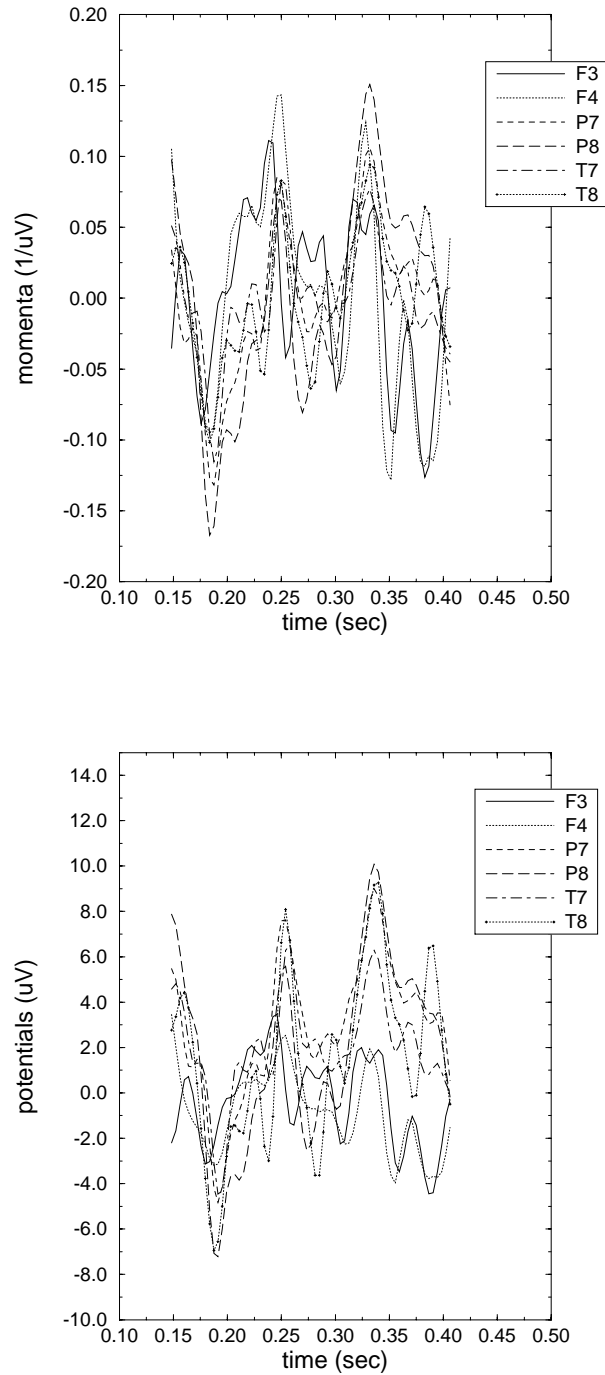 0.20
0.15
0.10
0.05
0.00
-0.05
-0.10
-0.15
-0.20
momenta (1/uV)
0.10 0.15 0.20 0.25 0.30 0.35 0.40 0.45 0.50
time (sec)
F3
F4
P7
P8
T7
T8
14.0
12.0
10.0
8.0
6.0
4.0
2.0
0.0
-2.0
-4.0
-6.0
-8.0
-10.0
potentials (uV)
0.10 0.15 0.20 0.25 0.30 0.35 0.40 0.45 0.50
time (sec)
F3
F4
P7
P8
T7
T8